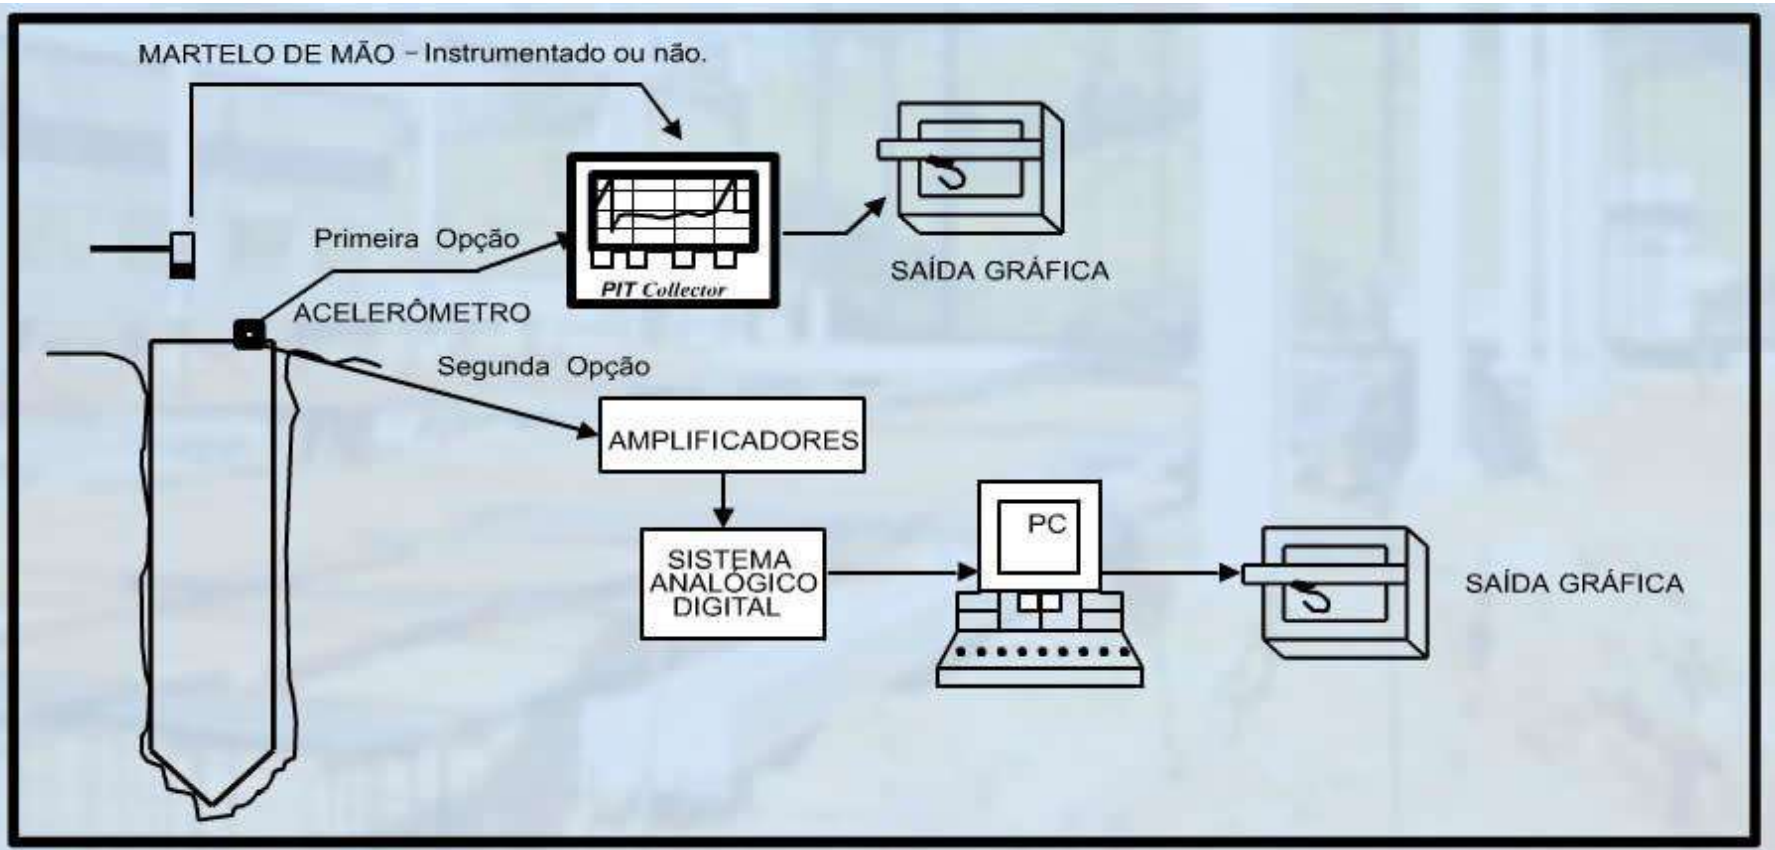 MARTELO DE MÃO – Instrumentado ou não.
Primeira Opção
PIT Collector
SAÍDA GRÁFICA
ACELERÔMETRO
Segunda Opção
AMPLIFICADORES
SISTEMA
ANALÓGICO
DIGITAL
PC
SAÍDA GRÁFICA